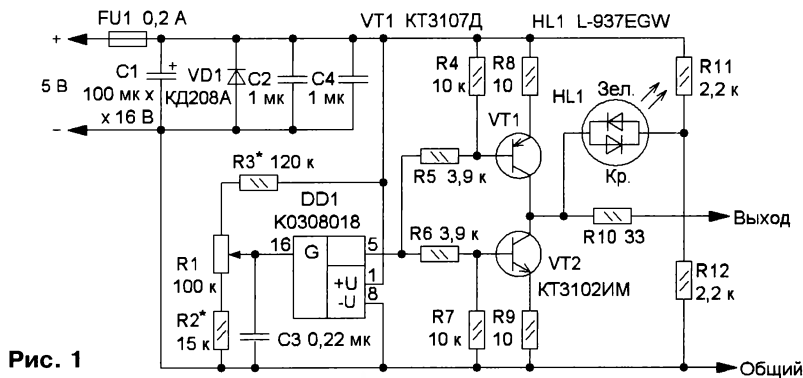 FU1 0,2 А
VT1 КТ3107Д
HL1 L-937EGW
+
5 В
−
C1
100 мк х
х 16 В
+
VD1
КД208А
C2
1 мк
C4
1 мк
R4
10 к
R8
10
HL1
Зел.
Кр.
R11
2,2 к
VT1
R3* 120 к
R5 3,9 к
DD1
К0308018
16
G
5
+U
-U
1
8
R6 3,9 к
R10 33
Выход
VT2
КТ3102ИМ
R1
100 к
R2*
15 к
C3 0,22 мк
R7
10 к
R9
10
R12
2,2 к
Общий
Рис. 1